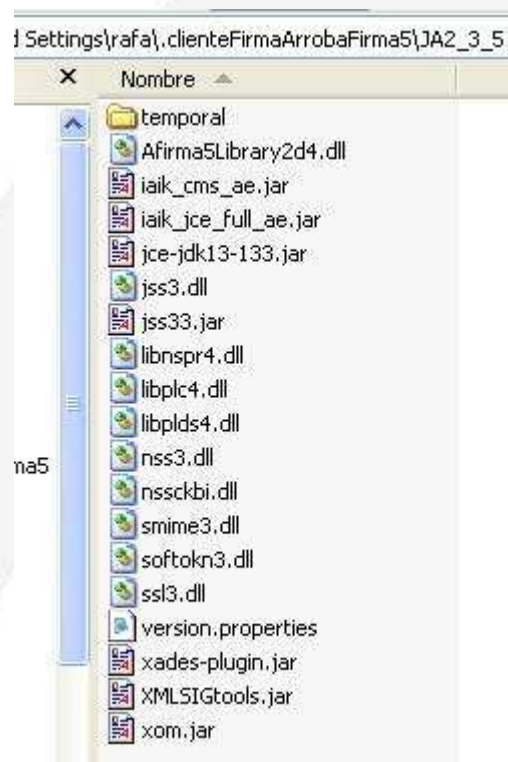 d Settings\rafa\.clienteFirmaArrobaFirma5\JA2_3_5
Nombre
temporal
Afirma5Library2d4.dll
iaik_cms_ae.jar
iaik_jce_full_ae.jar
jce-jdk13-133.jar
jss3.dll
jss33.jar
libnspr4.dll
libplc4.dll
libplds4.dll
ma5
nss3.dll
nssckbi.dll
smime3.dll
softokn3.dll
ssl3.dll
version.properties
xades-plugin.jar
XMLSIGtools.jar
xom.jar